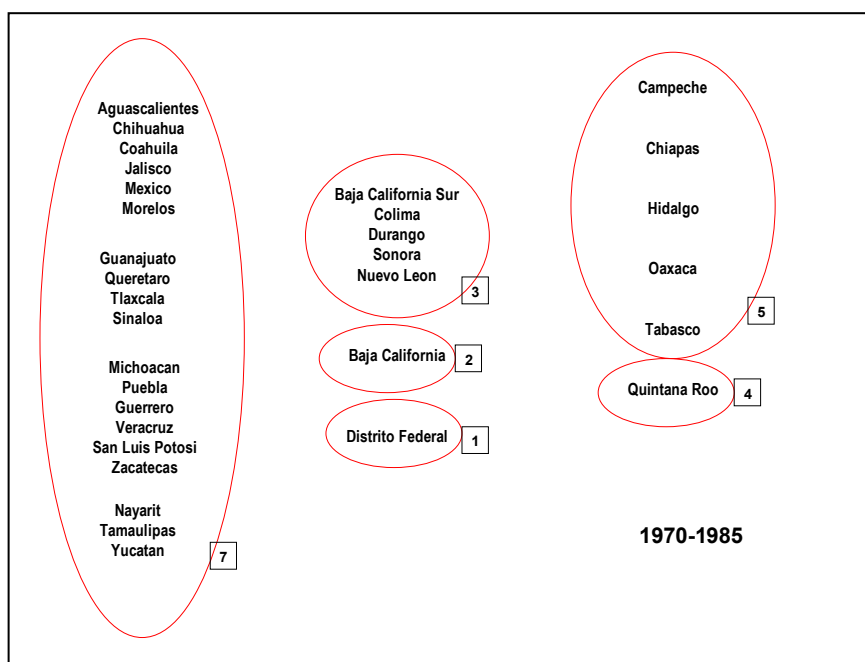 Aguascalientes
Chihuahua
Coahuila
Jalisco
Mexico
Morelos
Guanajuato
Queretaro
Tlaxcala
Sinaloa
Michoacan
Puebla
Guerrero
Veracruz
San Luis Potosi
Zacatecas
Nayarit
Tamaulipas
Yucatan
7
Baja California Sur
Colima
Durango
Sonora
Nuevo Leon
3
Baja California
2
Distrito Federal
1
Campeche
Chiapas
Hidalgo
Oaxaca
Tabasco
5
Quintana Roo
4
1970-1985